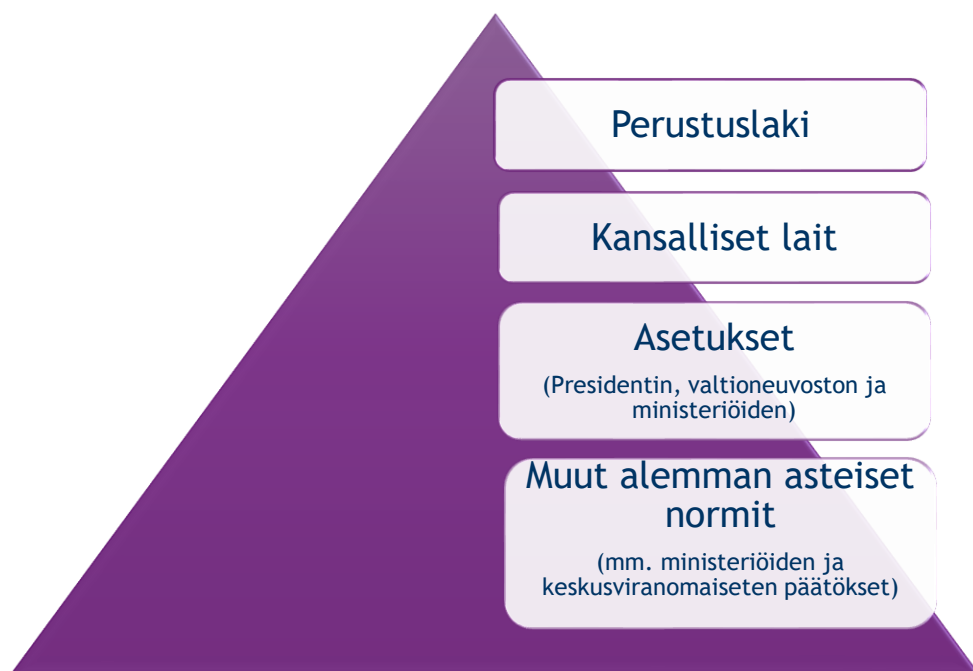 Perustuslaki
Kansalliset lait
Asetukset
(Presidentin, valtioneuvoston ja
ministeriöiden)
Muut alemman asteiset
normit
(mm. ministeriöiden ja
keskusviranomaiseten päätökset)